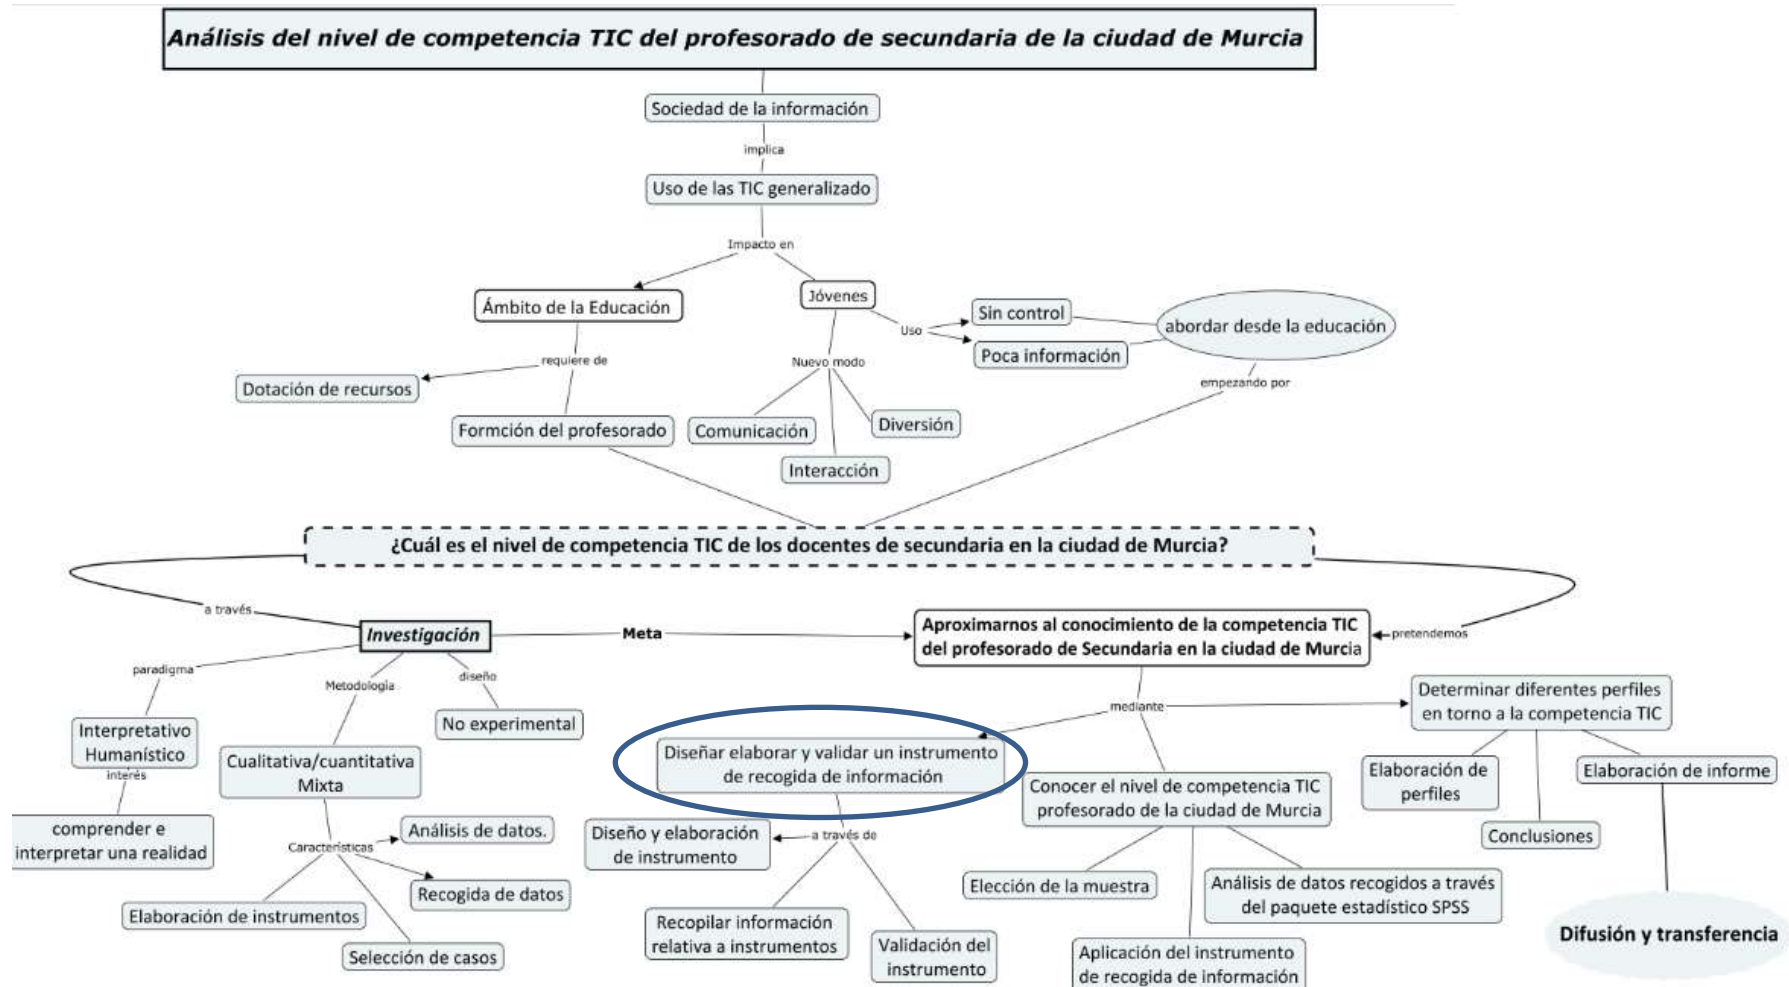 Análisis del nivel de competencia TIC del profesorado de secundaria de la ciudad de Murcia
Sociedad de la información
implica
Uso de las TIC generalizado
Impacto en
Ámbito de la Educación
Jóvenes
Uso
Sin control
Poca información
abordar desde la educación
empezando por
requiere de
Dotación de recursos
Formción del profesorado
Nuevo modo
Comunicación
Diversión
Interacción
¿Cuál es el nivel de competencia TIC de los docentes de secundaria en la ciudad de Murcia?
a través
Investigación
Meta
Aproximarnos al conocimiento de la competencia TIC
del profesorado de Secundaria en la ciudad de Murcia
pretendemos
paradigma
Interpretativo
Humanístico
interés
comprender e
interpretar una realidad
Metodología
Cualitativa/cuantitativa
Mixta
Características
Análisis de datos.
Recogida de datos
Elaboración de instrumentos
Selección de casos
diseño
No experimental
mediante
Diseñar elaborar y validar un instrumento
de recogida de información
a través de
Diseño y elaboración
de instrumento
Recopilar información
relativa a instrumentos
Validación del
instrumento
Conocer el nivel de competencia TIC
profesorado de la ciudad de Murcia
Elección de la muestra
Aplicación del instrumento
de recogida de información
Análisis de datos recogidos a través
del paquete estadístico SPSS
Determinar diferentes perfiles
en torno a la competencia TIC
Elaboración de
perfiles
Conclusiones
Elaboración de informe
Difusión y transferencia